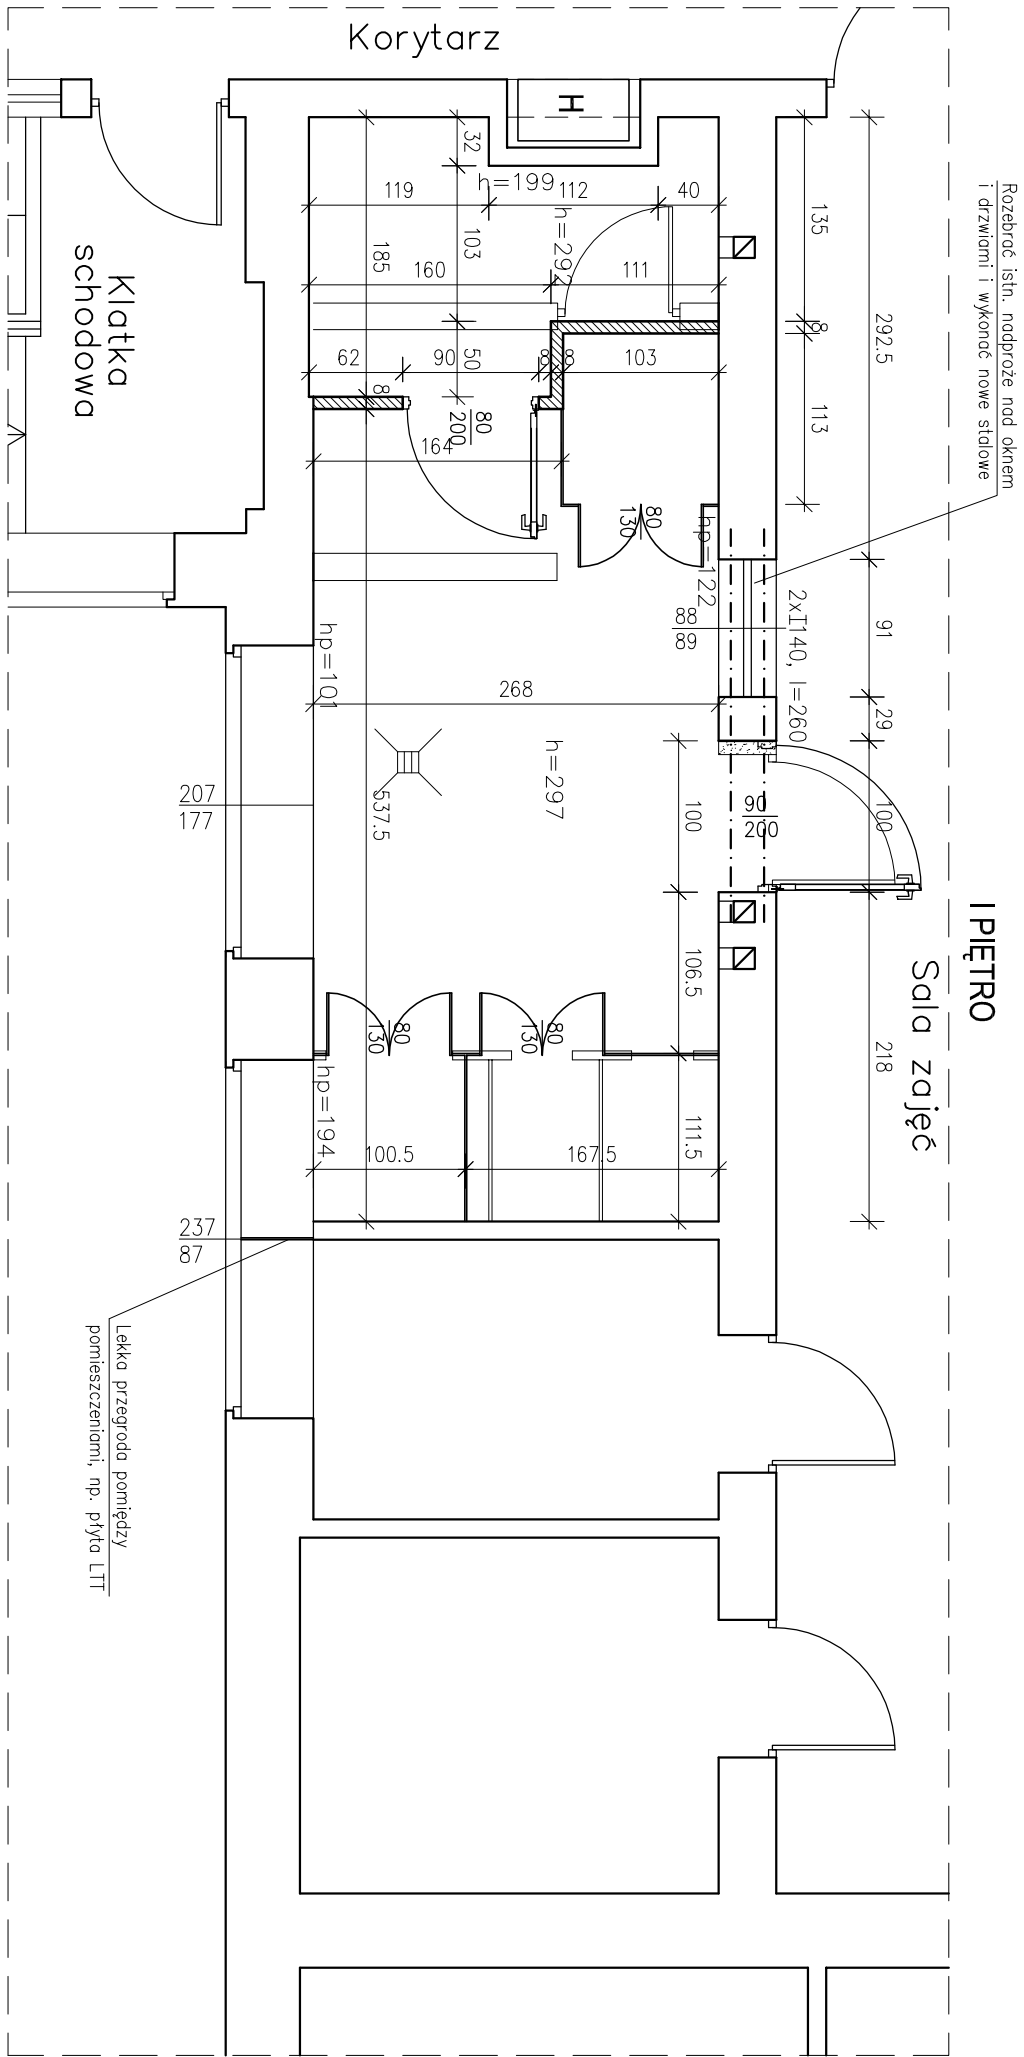 Korytarz
H
Klatka
schodowa
I PIĘTRO
Sala zajęć
Rozebrać istn. nadproże nad oknem
i drzwiami i wykonać nowe stalowe
32
h=199
119
112
40
135
185
103
h=297
160
111
292.5
8
62
90
50
8
8
103
8
80
200
164
113
80
130
hp=122
88
89
2xI140, l=260
91
29
hp=101
268
h=297
207
177
537.5
100
90
200
100
106.5
218
80
130
80
130
hp=194
100.5
167.5
111.5
237
87
Lekka przegroda pomiędzy
pomieszczeniami, np. płyta LTT